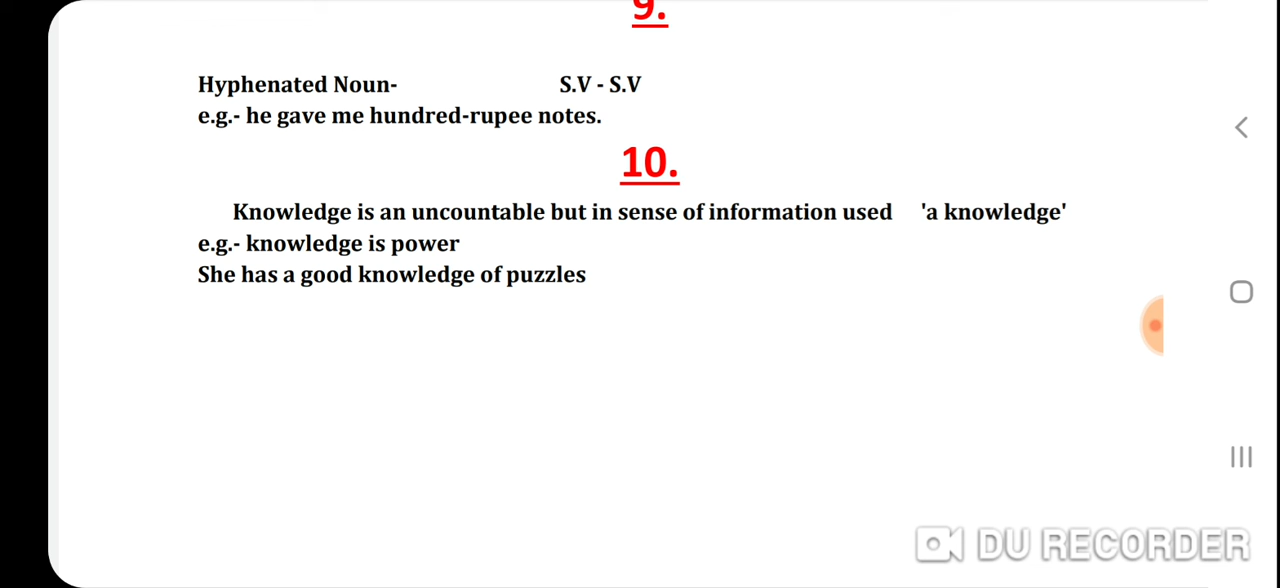 9.
Hyphenated Noun- S.V - S.V
e.g.- he gave me hundred-rupee notes.
10.
Knowledge is an uncountable but in sense of information used 'a knowledge'
e.g.- knowledge is power
She has a good knowledge of puzzles
DU RECORDER